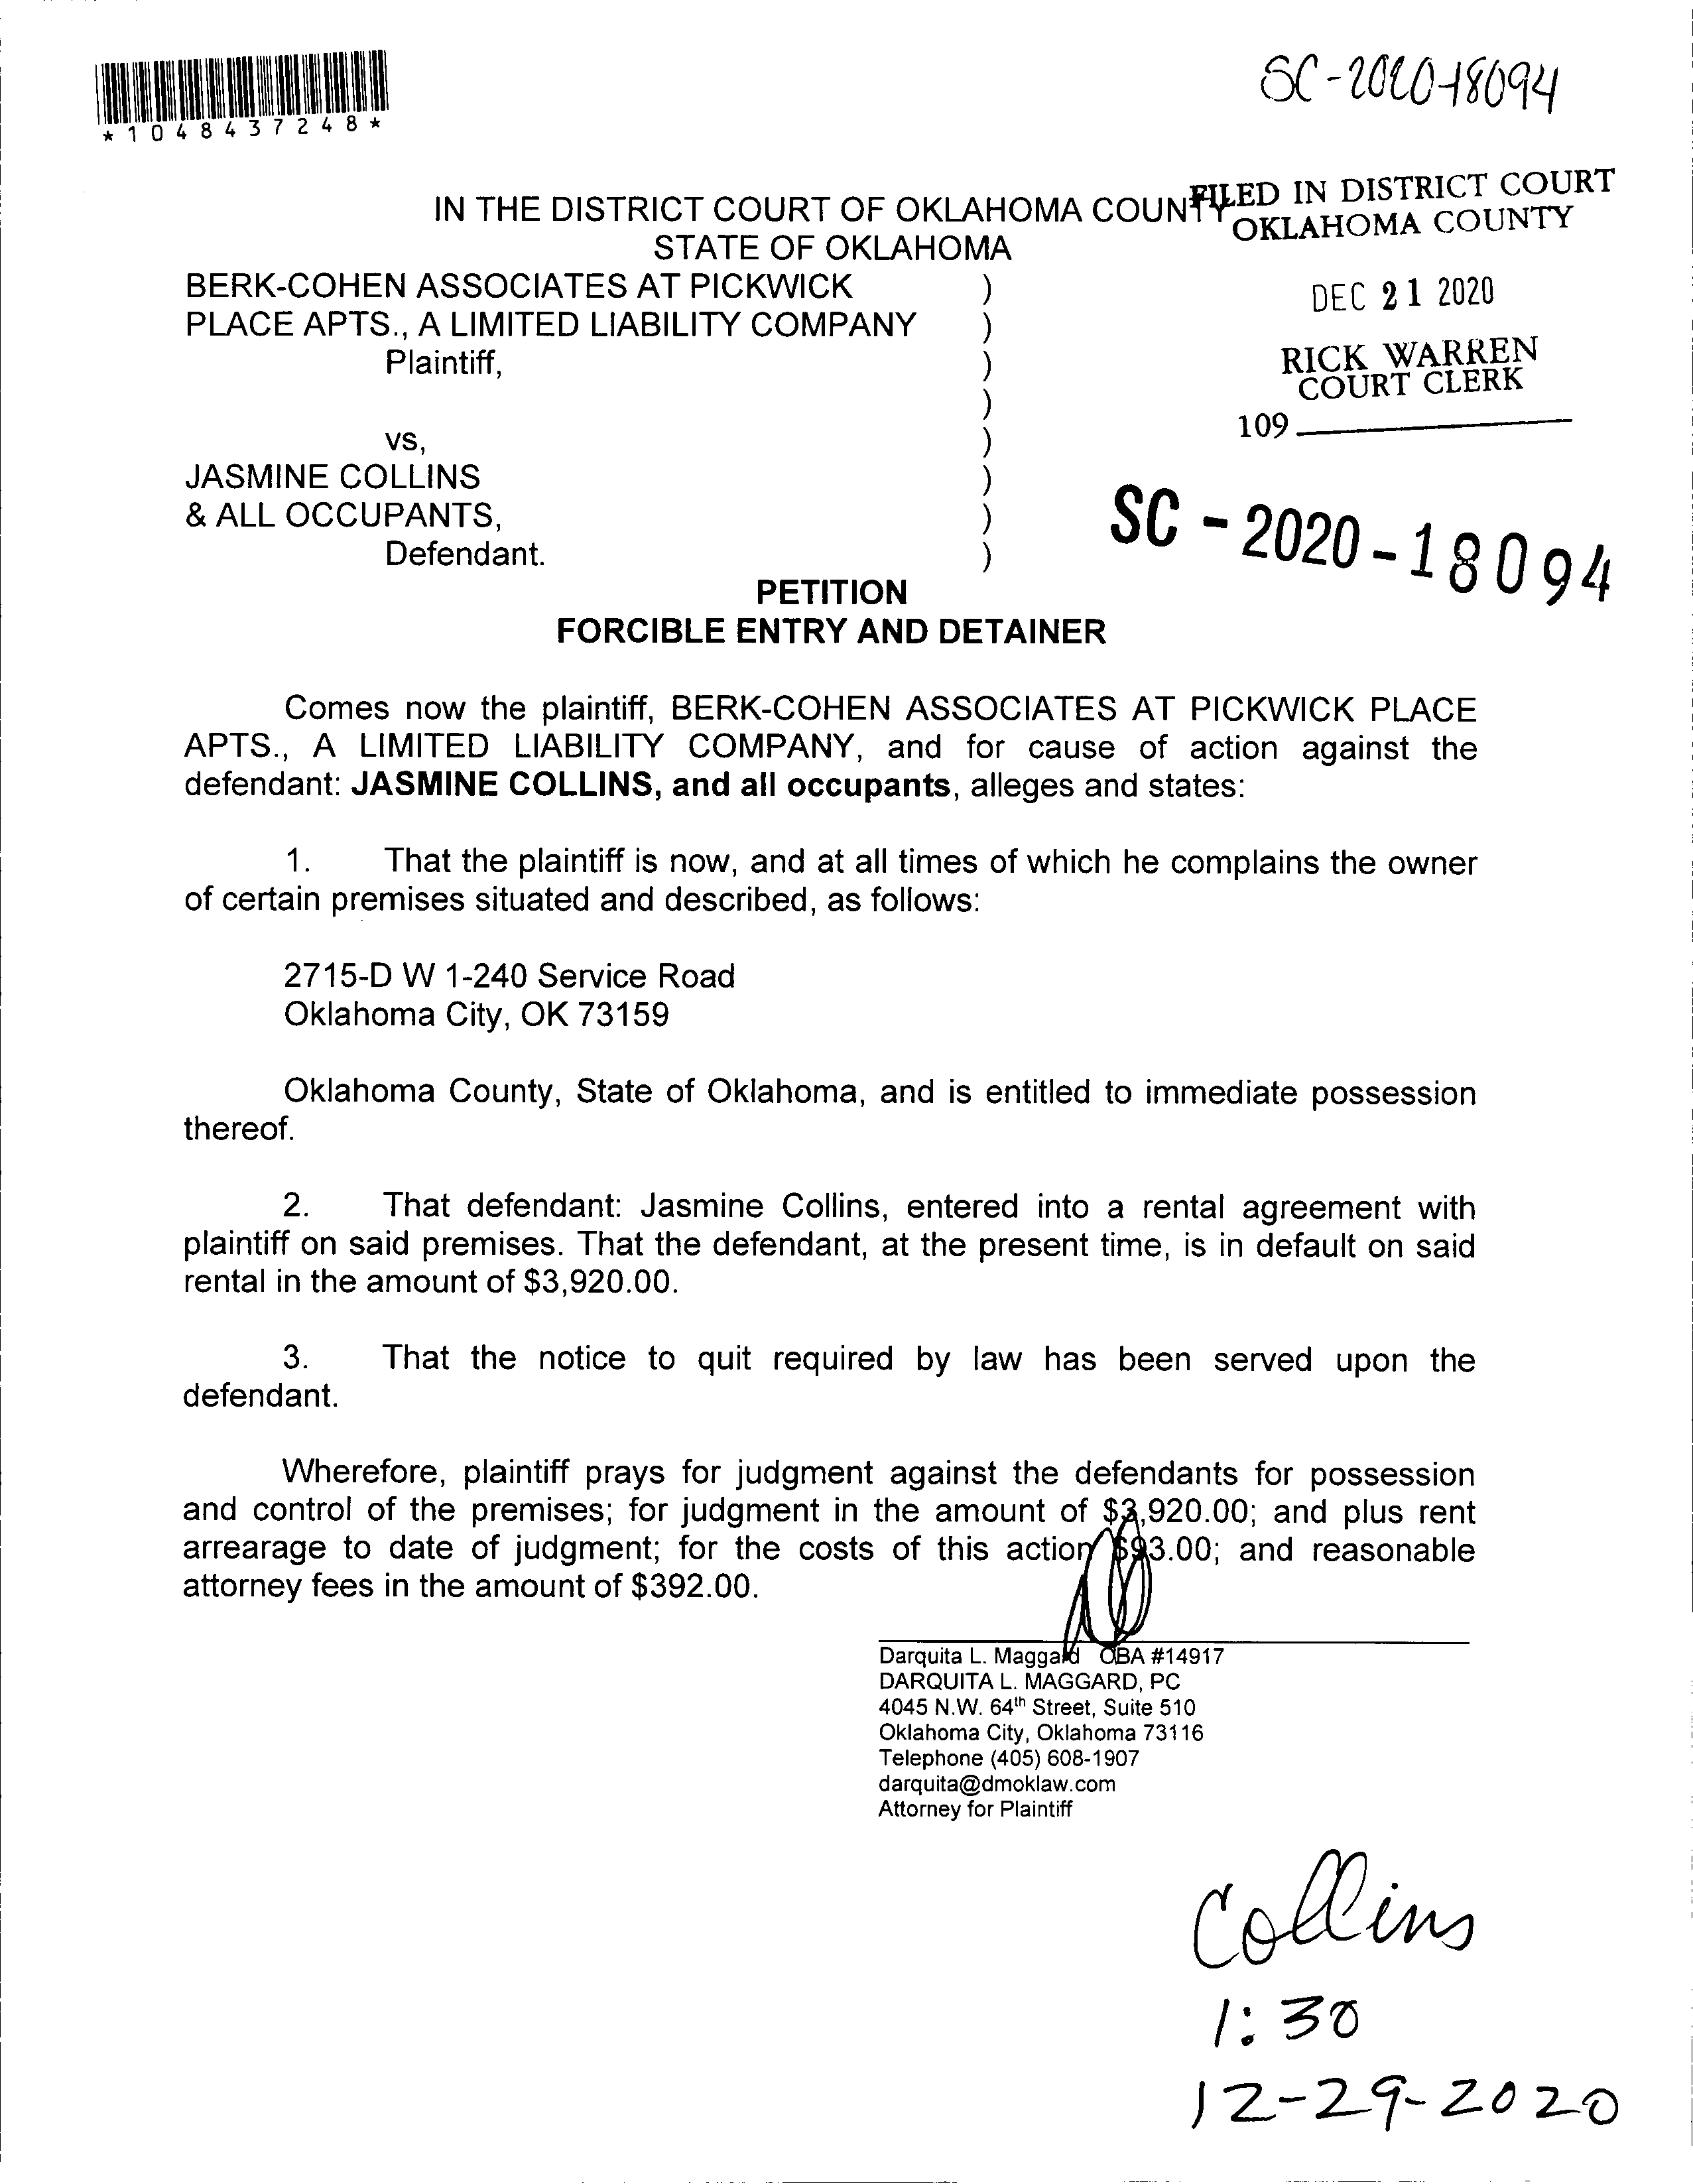 *1048437248*
SC-2020-18094
IN THE DISTRICT COURT OF OKLAHOMA COUNTY
STATE OF OKLAHOMA
FILED IN DISTRICT COURT
OKLAHOMA COUNTY
DEC 21 2020
RICK WARREN
COURT CLERK
109
SC - 2020 - 18094
BERK-COHEN ASSOCIATES AT PICKWICK )
PLACE APTS., A LIMITED LIABILITY COMPANY )
Plaintiff, )
)
vs, )
JASMINE COLLINS )
& ALL OCCUPANTS, )
Defendant. )
PETITION
FORCIBLE ENTRY AND DETAINER
Comes now the plaintiff, BERK-COHEN ASSOCIATES AT PICKWICK PLACE
APTS., A LIMITED LIABILITY COMPANY, and for cause of action against the
defendant: JASMINE COLLINS, and all occupants, alleges and states:
1. That the plaintiff is now, and at all times of which he complains the owner
of certain premises situated and described, as follows:
2715-D W 1-240 Service Road
Oklahoma City, OK 73159
Oklahoma County, State of Oklahoma, and is entitled to immediate possession
thereof.
2. That defendant: Jasmine Collins, entered into a rental agreement with
plaintiff on said premises. That the defendant, at the present time, is in default on said
rental in the amount of $3,920.00.
3. That the notice to quit required by law has been served upon the
defendant.
Wherefore, plaintiff prays for judgment against the defendants for possession
and control of the premises; for judgment in the amount of $3,920.00; and plus rent
arrearage to date of judgment; for the costs of this action $93.00; and reasonable
attorney fees in the amount of $392.00.
Darquita L. Maggard OBA #14917
DARQUITA L. MAGGARD, PC
4045 N.W. 64th Street, Suite 510
Oklahoma City, Oklahoma 73116
Telephone (405) 608-1907
darquita@dmoklaw.com
Attorney for Plaintiff
Collins
1:30
12-29-2020